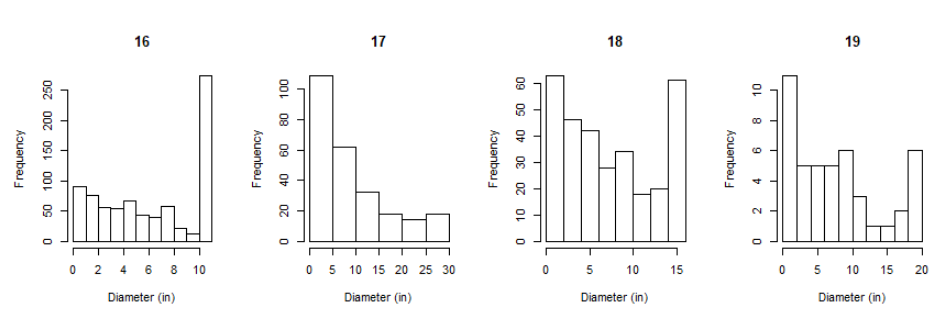 16
Frequency
0 50 100 150 200 250
0 2 4 6 8 10
Diameter (in)
17
Frequency
0 20 40 60 80 100
0 5 10 15 20 25 30
Diameter (in)
18
Frequency
0 10 20 30 40 50 60
0 5 10 15
Diameter (in)
19
Frequency
0 2 4 6 8 10
0 5 10 15 20
Diameter (in)